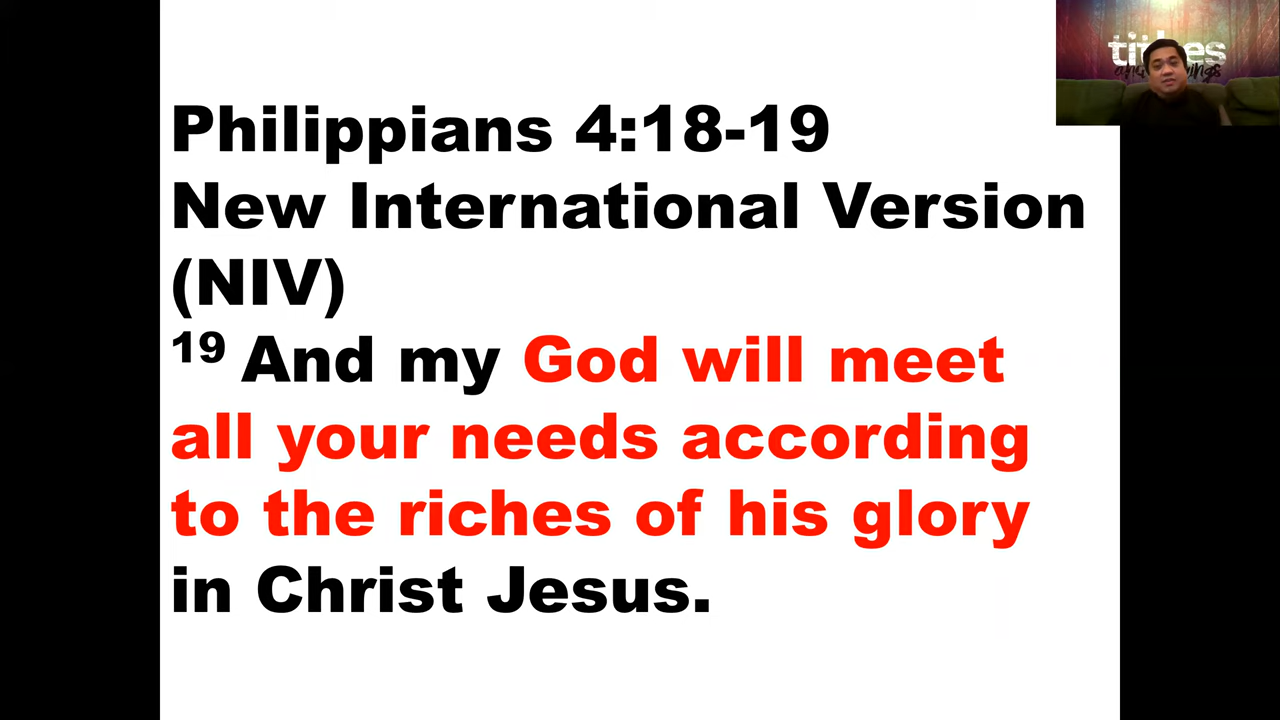 Philippians 4:18-19
New International Version
(NIV)
19 And my God will meet
all your needs according
to the riches of his glory
in Christ Jesus.